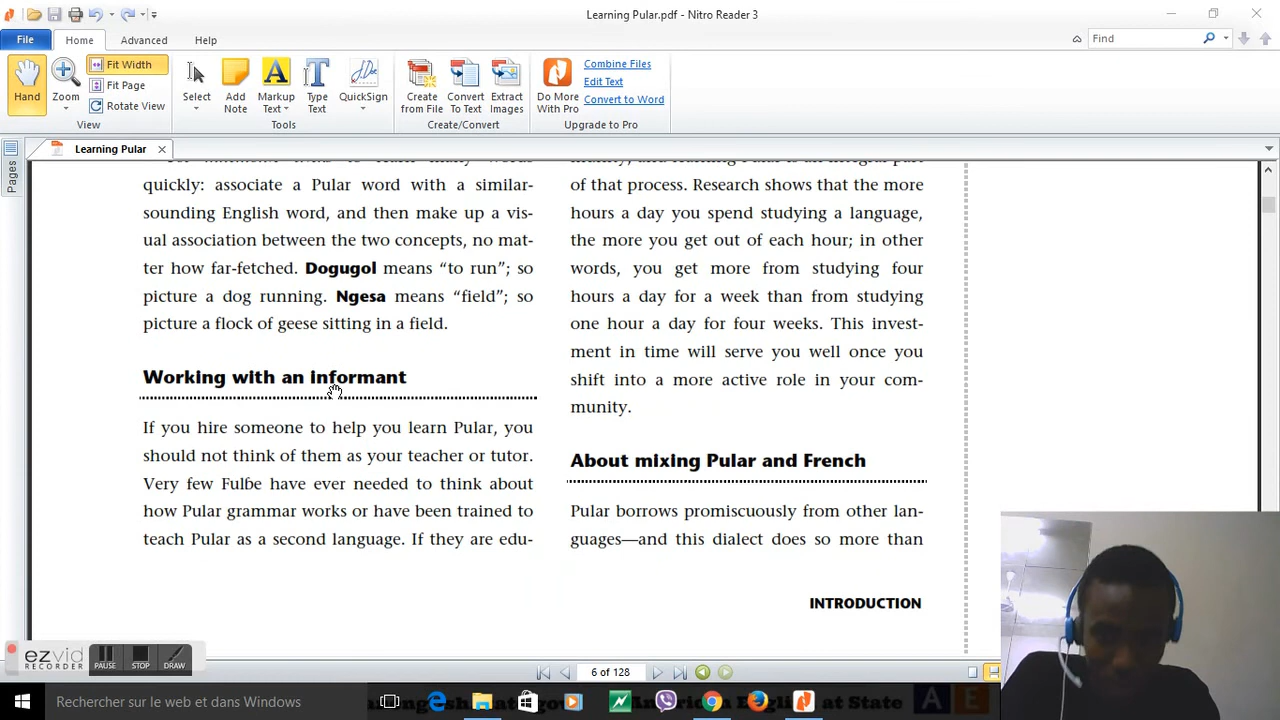 Learning Pular.pdf - Nitro Reader 3
File
Home
Advanced
Help
Find
Hand
Zoom
Fit Width
Fit Page
Rotate View
View
Select
Add Note
Markup Text
Type Text
QuickSign
Tools
Create from File
Convert To Text
Extract Images
Create/Convert
Do More With Pro
Combine Files
Edit Text
Convert to Word
Upgrade to Pro
Pages
Learning Pular
quickly: associate a Pular word with a similar-
sounding English word, and then make up a vis-
ual association between the two concepts, no mat-
ter how far-fetched. Dogugol means “to run”; so
picture a dog running. Ngesa means “field”; so
picture a flock of geese sitting in a field.
Working with an informant
If you hire someone to help you learn Pular, you
should not think of them as your teacher or tutor.
Very few Fulɓe have ever needed to think about
how Pular grammar works or have been trained to
teach Pular as a second language. If they are edu-
of that process. Research shows that the more
hours a day you spend studying a language,
the more you get out of each hour; in other
words, you get more from studying four
hours a day for a week than from studying
one hour a day for four weeks. This invest-
ment in time will serve you well once you
shift into a more active role in your com-
munity.
About mixing Pular and French
Pular borrows promiscuously from other lan-
guages—and this dialect does so more than
INTRODUCTION
ezvid
RECORDER
PAUSE
STOP
DRAW
6 of 128
Rechercher sur le web et dans Windows